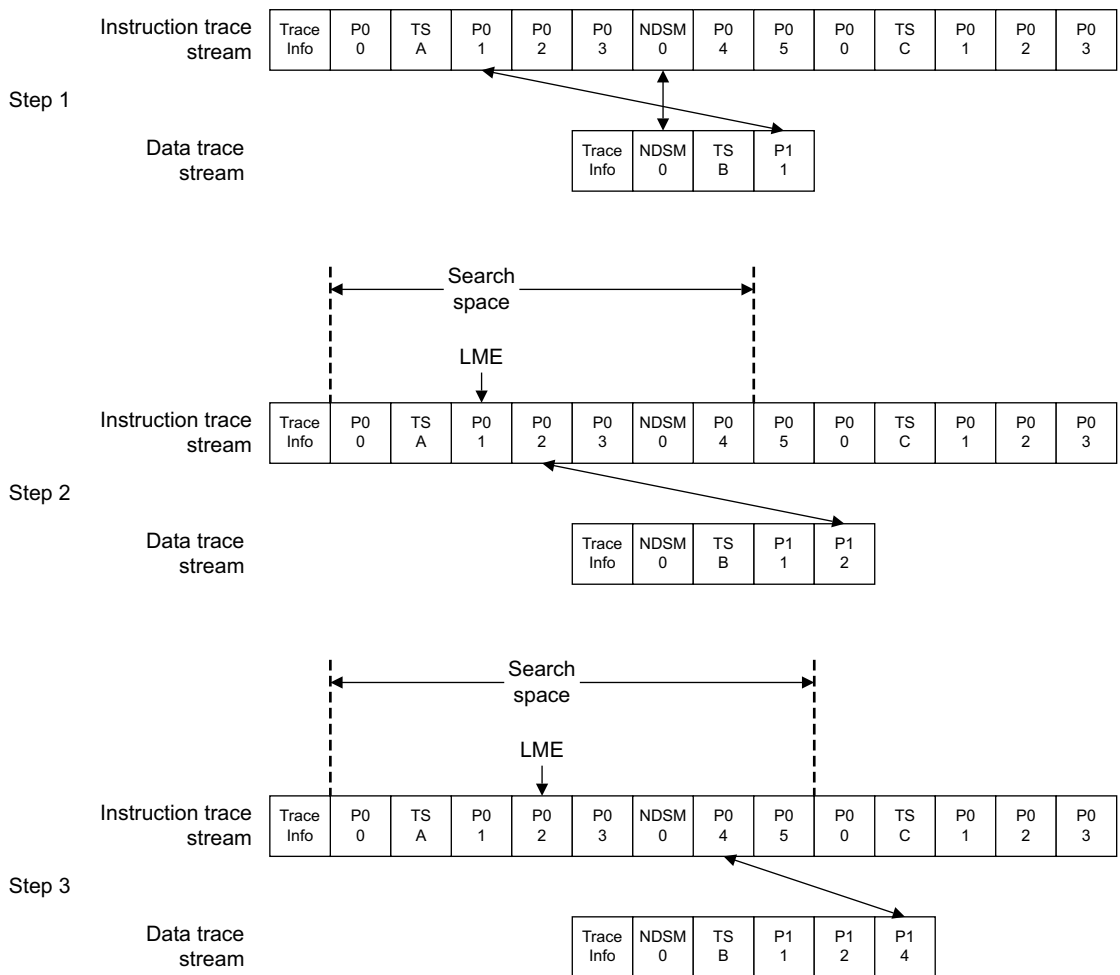 Instruction trace
stream
Trace
Info
P0
0
TS
A
P0
1
P0
2
P0
3
NDSM
0
P0
4
P0
5
P0
0
TS
C
P0
1
P0
2
P0
3
Step 1
Data trace
stream
Trace
Info
NDSM
0
TS
B
P1
1
Search
space
LME
Instruction trace
stream
Trace
Info
P0
0
TS
A
P0
1
P0
2
P0
3
NDSM
0
P0
4
P0
5
P0
0
TS
C
P0
1
P0
2
P0
3
Step 2
Data trace
stream
Trace
Info
NDSM
0
TS
B
P1
1
P1
2
Search
space
LME
Instruction trace
stream
Trace
Info
P0
0
TS
A
P0
1
P0
2
P0
3
NDSM
0
P0
4
P0
5
P0
0
TS
C
P0
1
P0
2
P0
3
Step 3
Data trace
stream
Trace
Info
NDSM
0
TS
B
P1
1
P1
2
P1
4